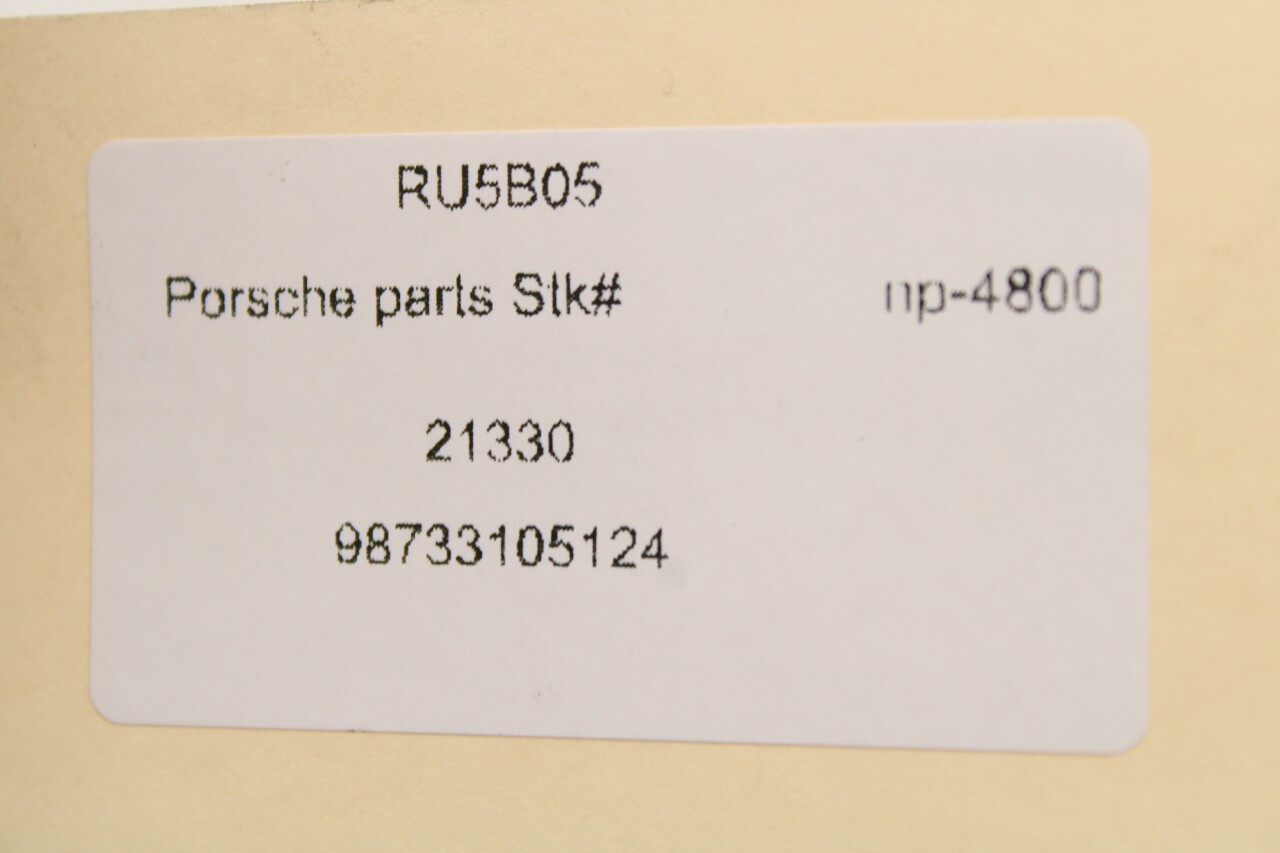 RU5B05
Porsche parts Stk# np-4800
21330
98733105124